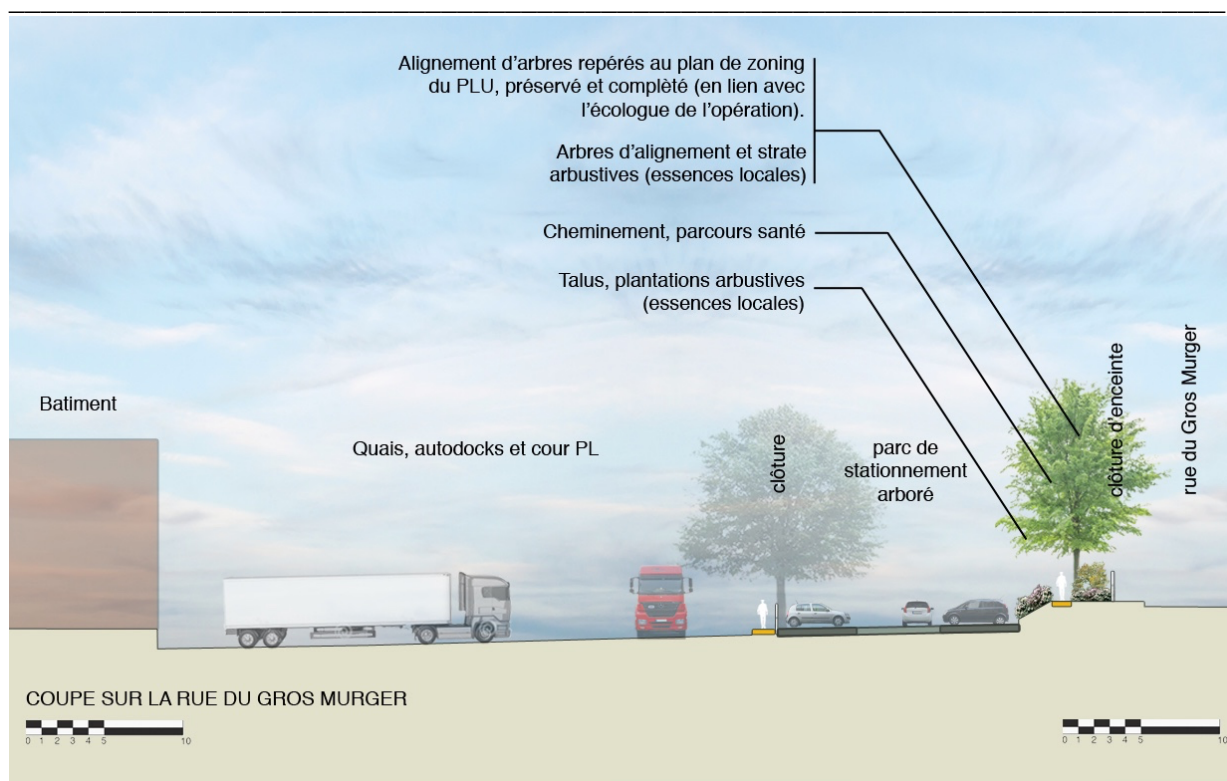 Alignement d'arbres repérés au plan de zoning
du PLU, préservé et complèté (en lien avec
l'écologue de l'opération).
Arbres d'alignement et strate
arbustives (essences locales)
Cheminement, parcours santé
Talus, plantations arbustives
(essences locales)
Batiment
Quais, autodocks et cour PL
clôture
parc de
stationnement
arboré
clôture d'enceinte
rue du Gros Murger
COUPE SUR LA RUE DU GROS MURGER
0 1 2 3 4 5 10
0 1 2 3 4 5 10